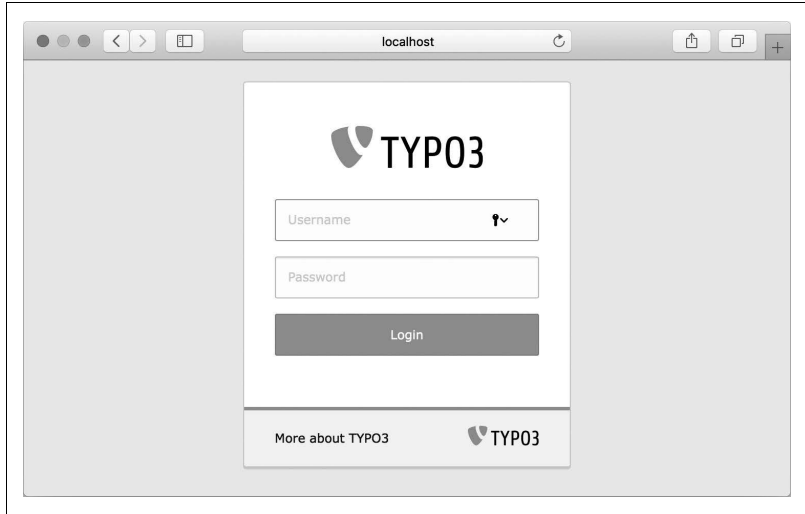 localhost
TYPO3
Username
Password
Login
More about TYPO3
TYPO3